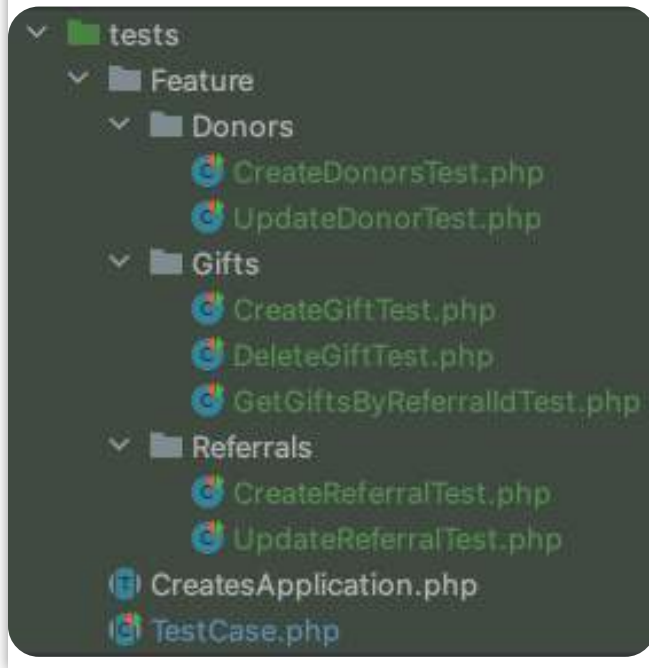 tests
Feature
Donors
CreateDonorsTest.php
UpdateDonorTest.php
Gifts
CreateGiftTest.php
DeleteGiftTest.php
GetGiftsByReferralIdTest.php
Referrals
CreateReferralTest.php
UpdateReferralTest.php
CreatesApplication.php
TestCase.php